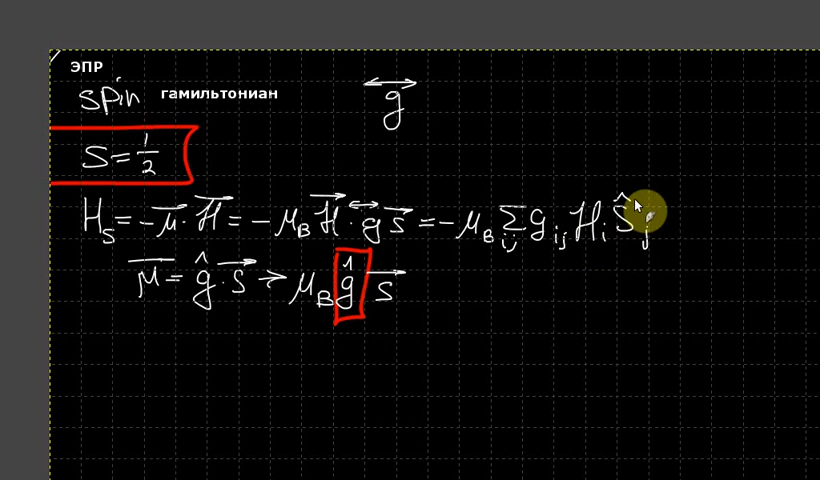 ЭПР
spin гамильтониан
g⃡
S = 1/2
H_S = -μ⃗ · H⃗ = -μ_B H⃗ · g⃡ s⃗ = -μ_B Σ_ij g_ij H_i Ŝ_j
μ⃗ = ĝ · s⃗ → μ_B ĝ s⃗